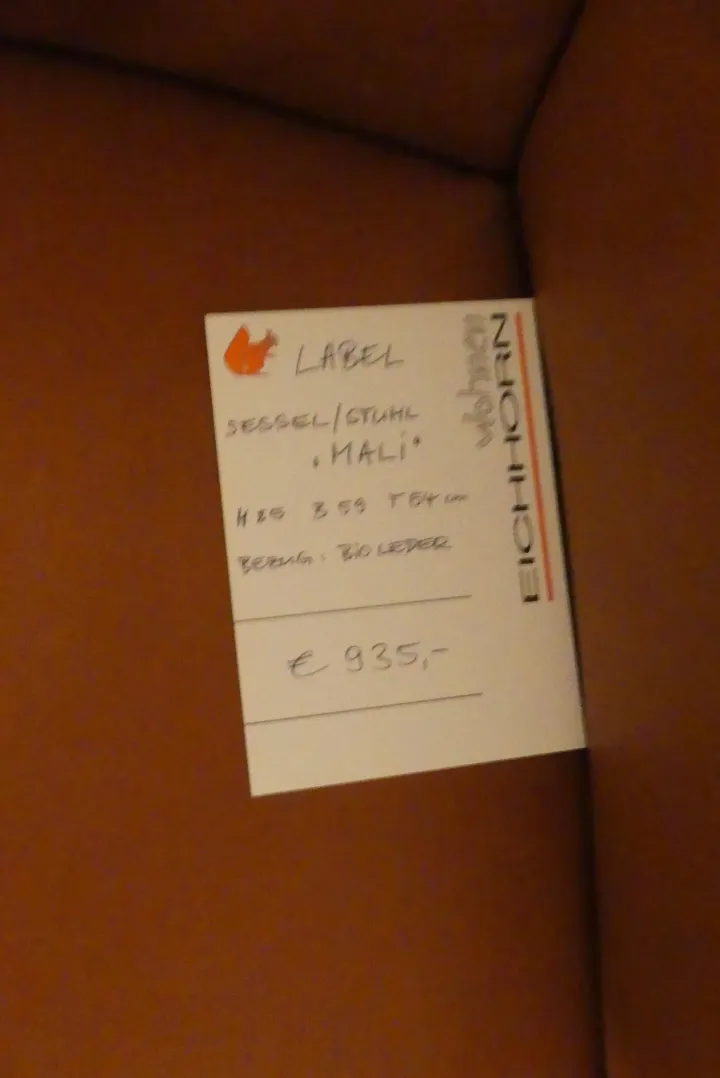 LABEL
SESSEL/STUHL
"MALI"
H 85 B 59 T 64 cm
BEZUG: BIO LEDER
€ 935,-
wohnen
EICHHORN